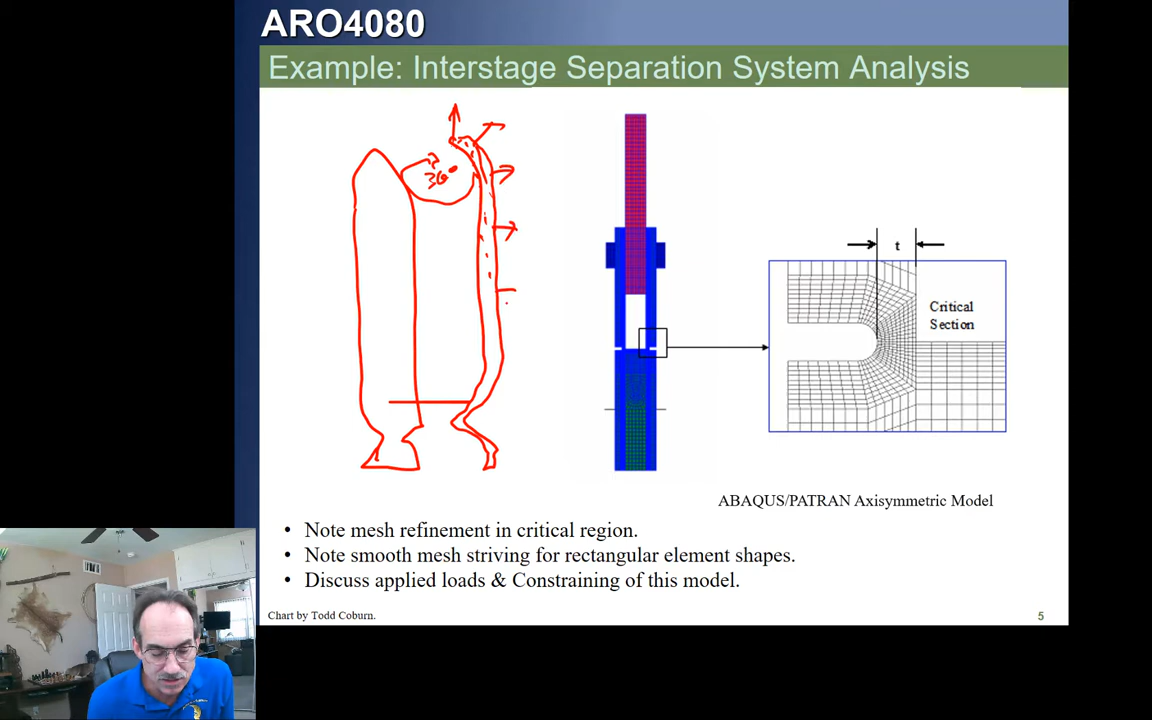 ARO4080
Example: Interstage Separation System Analysis
360
t
Critical
Section
ABAQUS/PATRAN Axisymmetric Model
• Note mesh refinement in critical region.
• Note smooth mesh striving for rectangular element shapes.
• Discuss applied loads & Constraining of this model.
Chart by Todd Coburn.
5